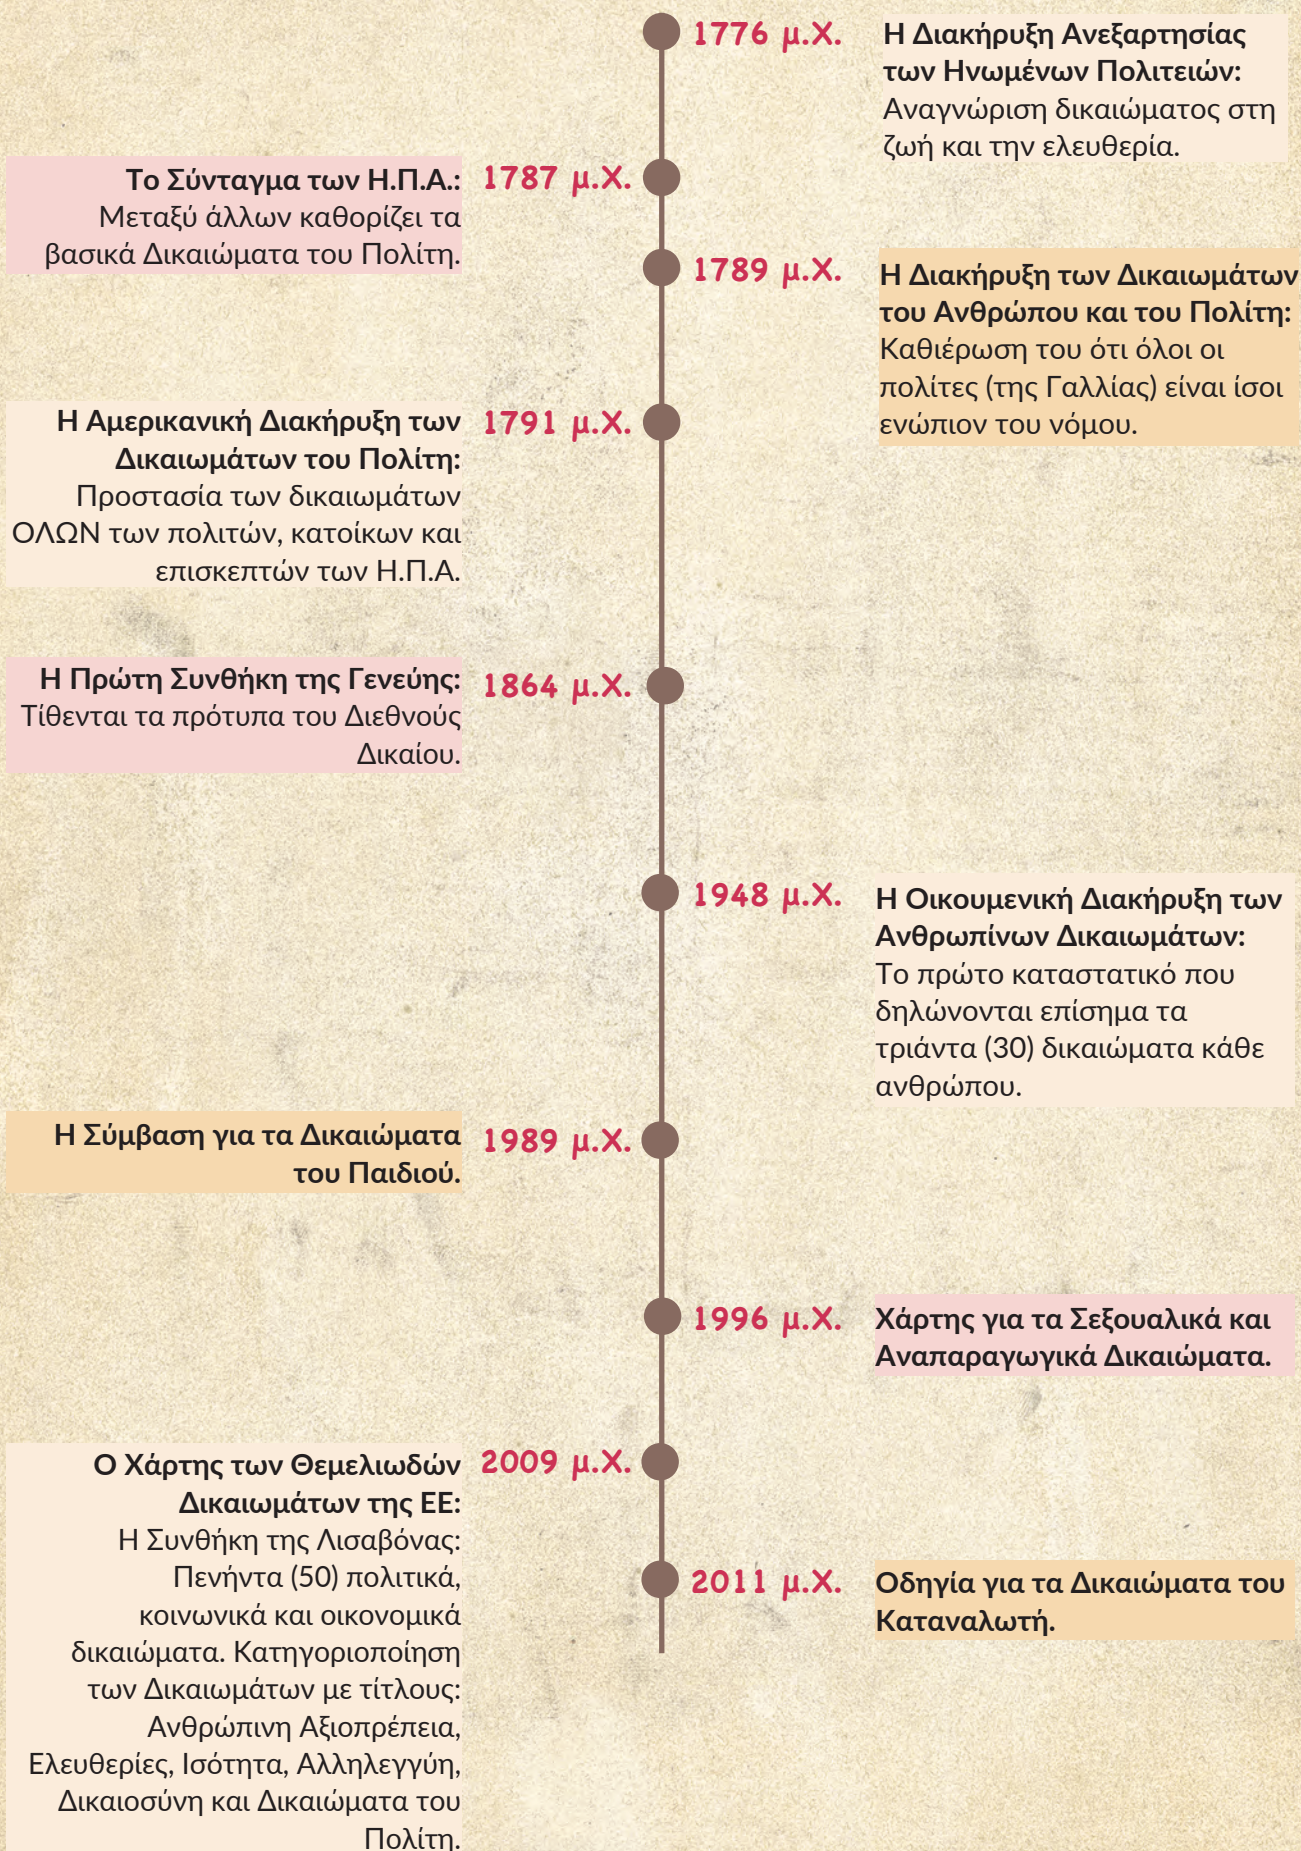 1776 μ.Χ.
Η Διακήρυξη Ανεξαρτησίας
των Ηνωμένων Πολιτειών:
Αναγνώριση δικαιώματος στη
ζωή και την ελευθερία.
1787 μ.Χ.
Το Σύνταγμα των Η.Π.Α.:
Μεταξύ άλλων καθορίζει τα
βασικά Δικαιώματα του Πολίτη.
1789 μ.Χ.
Η Διακήρυξη των Δικαιωμάτων
του Ανθρώπου και του Πολίτη:
Καθιέρωση του ότι όλοι οι
πολίτες (της Γαλλίας) είναι ίσοι
ενώπιον του νόμου.
1791 μ.Χ.
Η Αμερικανική Διακήρυξη των
Δικαιωμάτων του Πολίτη:
Προστασία των δικαιωμάτων
ΟΛΩΝ των πολιτών, κατοίκων και
επισκεπτών των Η.Π.Α.
1864 μ.Χ.
Η Πρώτη Συνθήκη της Γενεύης:
Τίθενται τα πρότυπα του Διεθνούς
Δικαίου.
1948 μ.Χ.
Η Οικουμενική Διακήρυξη των
Ανθρωπίνων Δικαιωμάτων:
Το πρώτο καταστατικό που
δηλώνονται επίσημα τα
τριάντα (30) δικαιώματα κάθε
ανθρώπου.
1989 μ.Χ.
Η Σύμβαση για τα Δικαιώματα
του Παιδιού.
1996 μ.Χ.
Χάρτης για τα Σεξουαλικά και
Αναπαραγωγικά Δικαιώματα.
2009 μ.Χ.
Ο Χάρτης των Θεμελιωδών
Δικαιωμάτων της ΕΕ:
Η Συνθήκη της Λισαβόνας:
Πενήντα (50) πολιτικά,
κοινωνικά και οικονομικά
δικαιώματα. Κατηγοριοποίηση
των Δικαιωμάτων με τίτλους:
Ανθρώπινη Αξιοπρέπεια,
Ελευθερίες, Ισότητα, Αλληλεγγύη,
Δικαιοσύνη και Δικαιώματα του
Πολίτη.
2011 μ.Χ.
Οδηγία για τα Δικαιώματα του
Καταναλωτή.